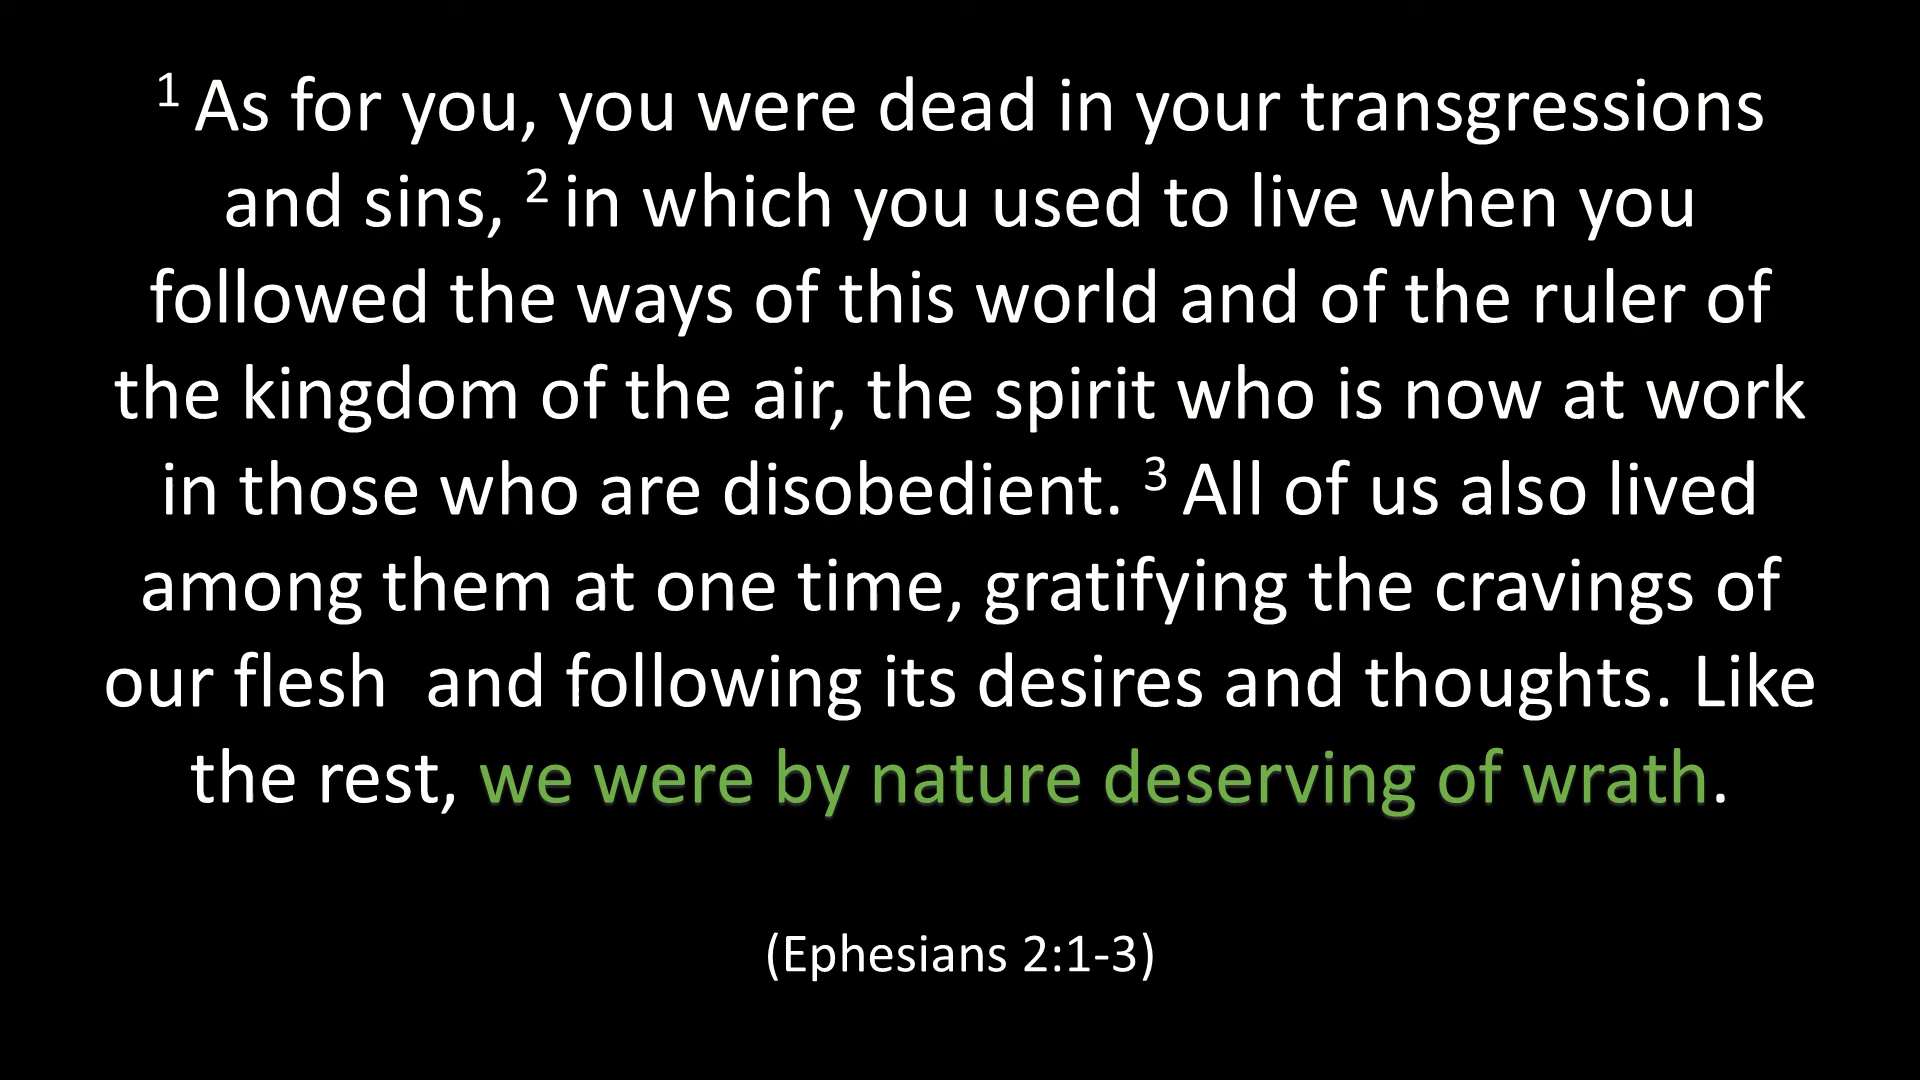 1 As for you, you were dead in your transgressions
and sins, 2 in which you used to live when you
followed the ways of this world and of the ruler of
the kingdom of the air, the spirit who is now at work
in those who are disobedient. 3 All of us also lived
among them at one time, gratifying the cravings of
our flesh  and following its desires and thoughts. Like
the rest, we were by nature deserving of wrath.
(Ephesians 2:1-3)